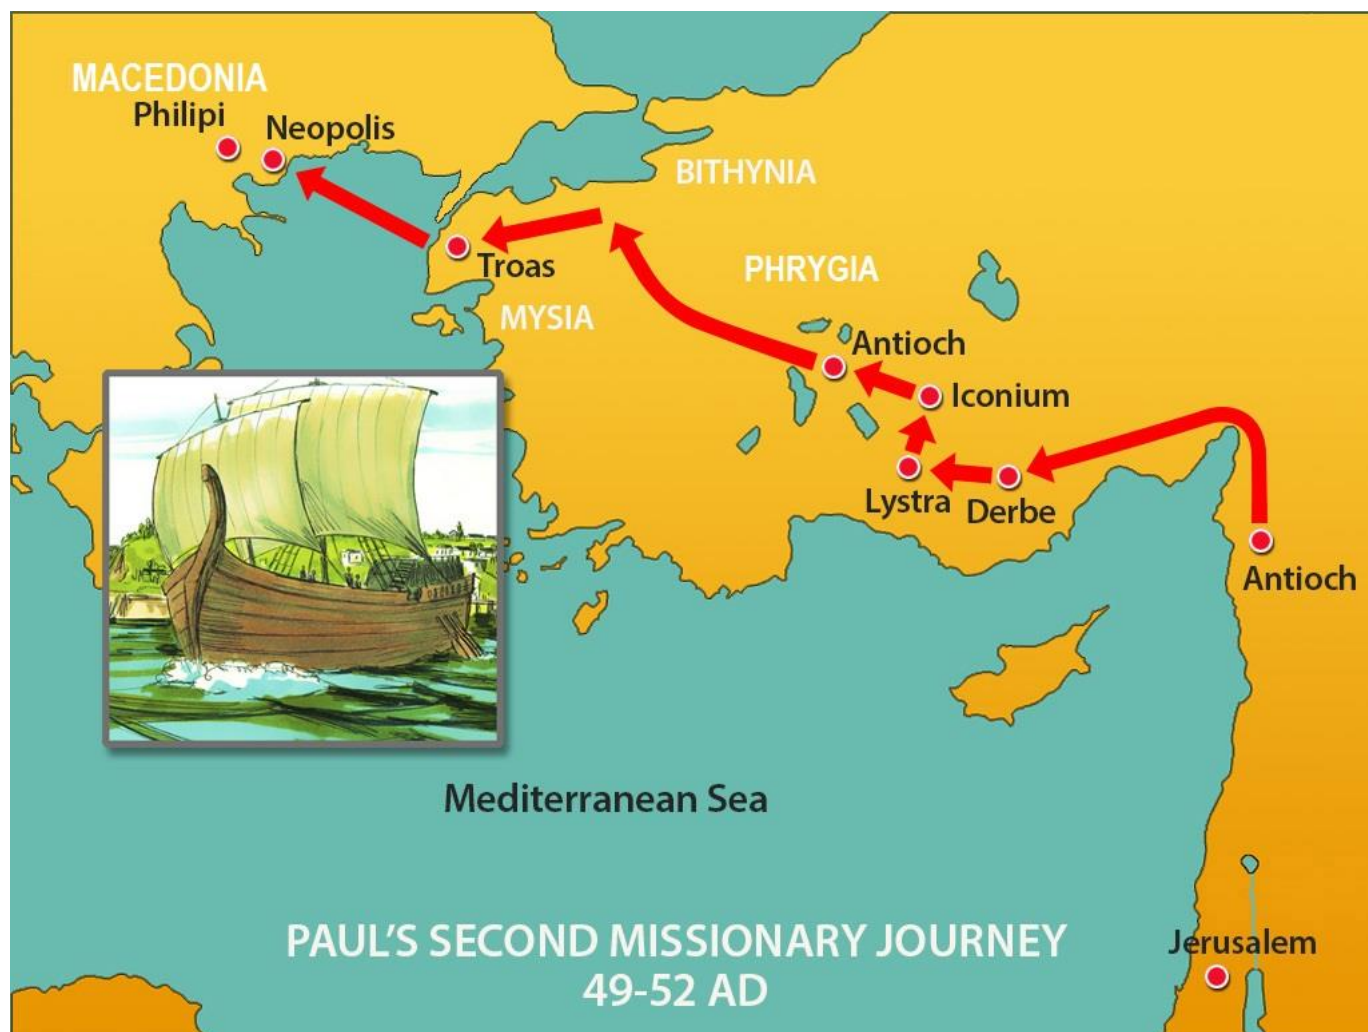 MACEDONIA
Philipi
Neopolis
BITHYNIA
Troas
PHRYGIA
MYSIA
Antioch
Iconium
Lystra
Derbe
Antioch
Mediterranean Sea
PAUL'S SECOND MISSIONARY JOURNEY
49-52 AD
Jerusalem